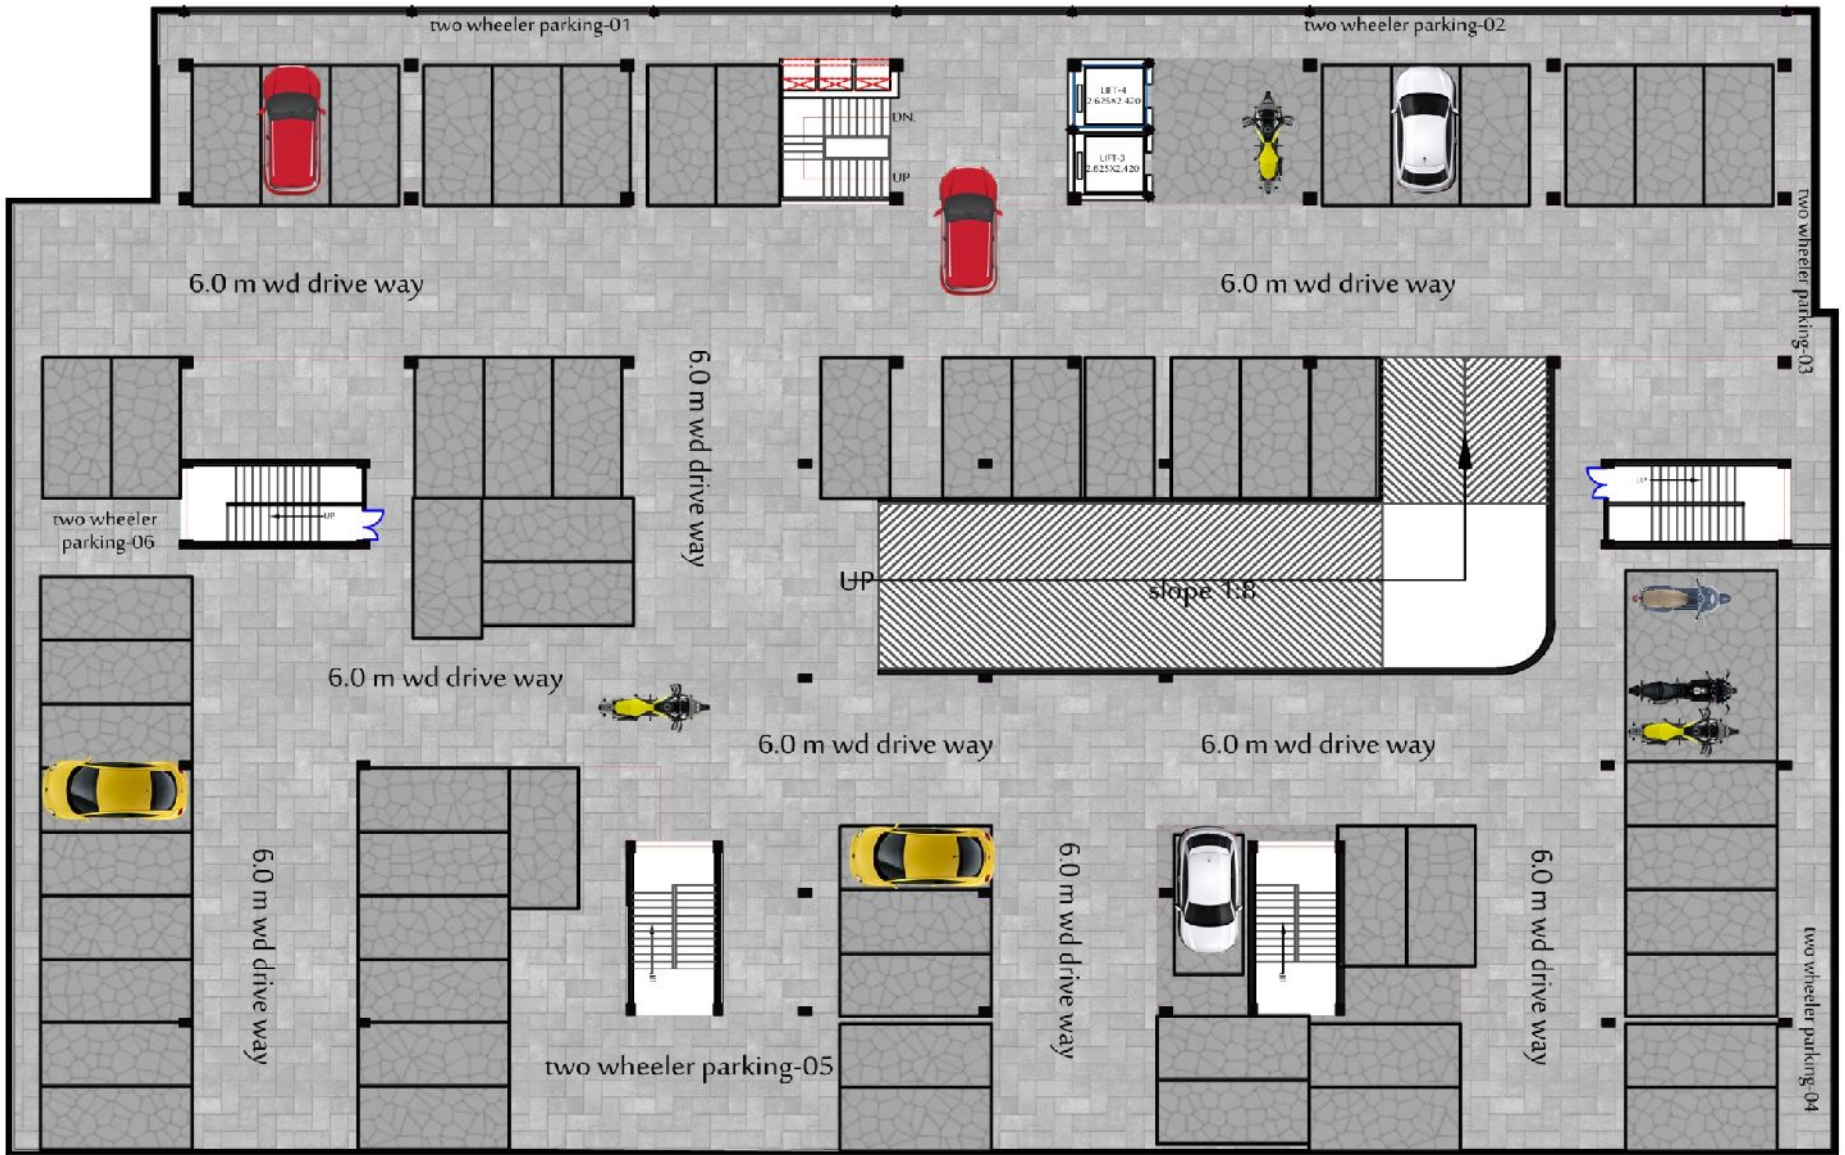 two wheeler parking-01
two wheeler parking-02
LIFT-4
2.625X2.420
DN.
LIFT-3
2.625X2.420
UP
two wheeler parking-03
6.0 m wd drive way
6.0 m wd drive way
6.0 m wd drive way
UP
two wheeler
parking-06
UP
UP
slope 1:8
6.0 m wd drive way
6.0 m wd drive way
6.0 m wd drive way
6.0 m wd drive way
6.0 m wd drive way
6.0 m wd drive way
two wheeler parking-04
two wheeler parking-05